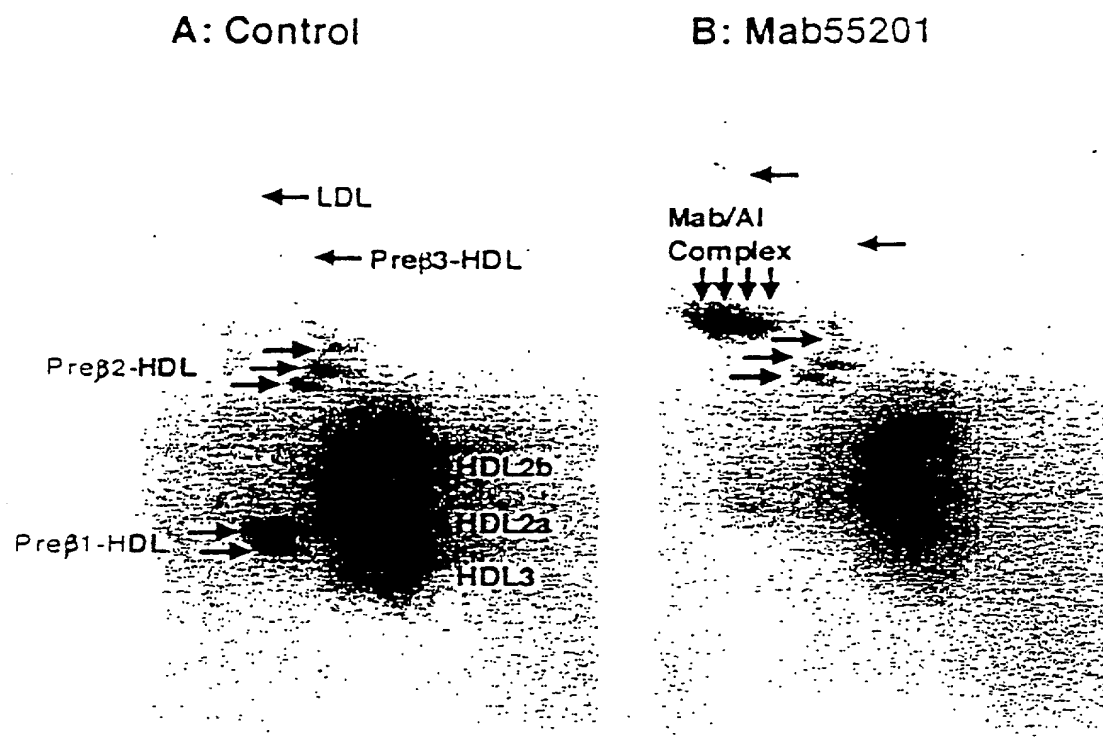 A: Control
B: Mab55201
LDL
Preβ3-HDL
Mab/AI
Complex
Preβ2-HDL
HDL2b
HDL2a
Preβ1-HDL
HDL3